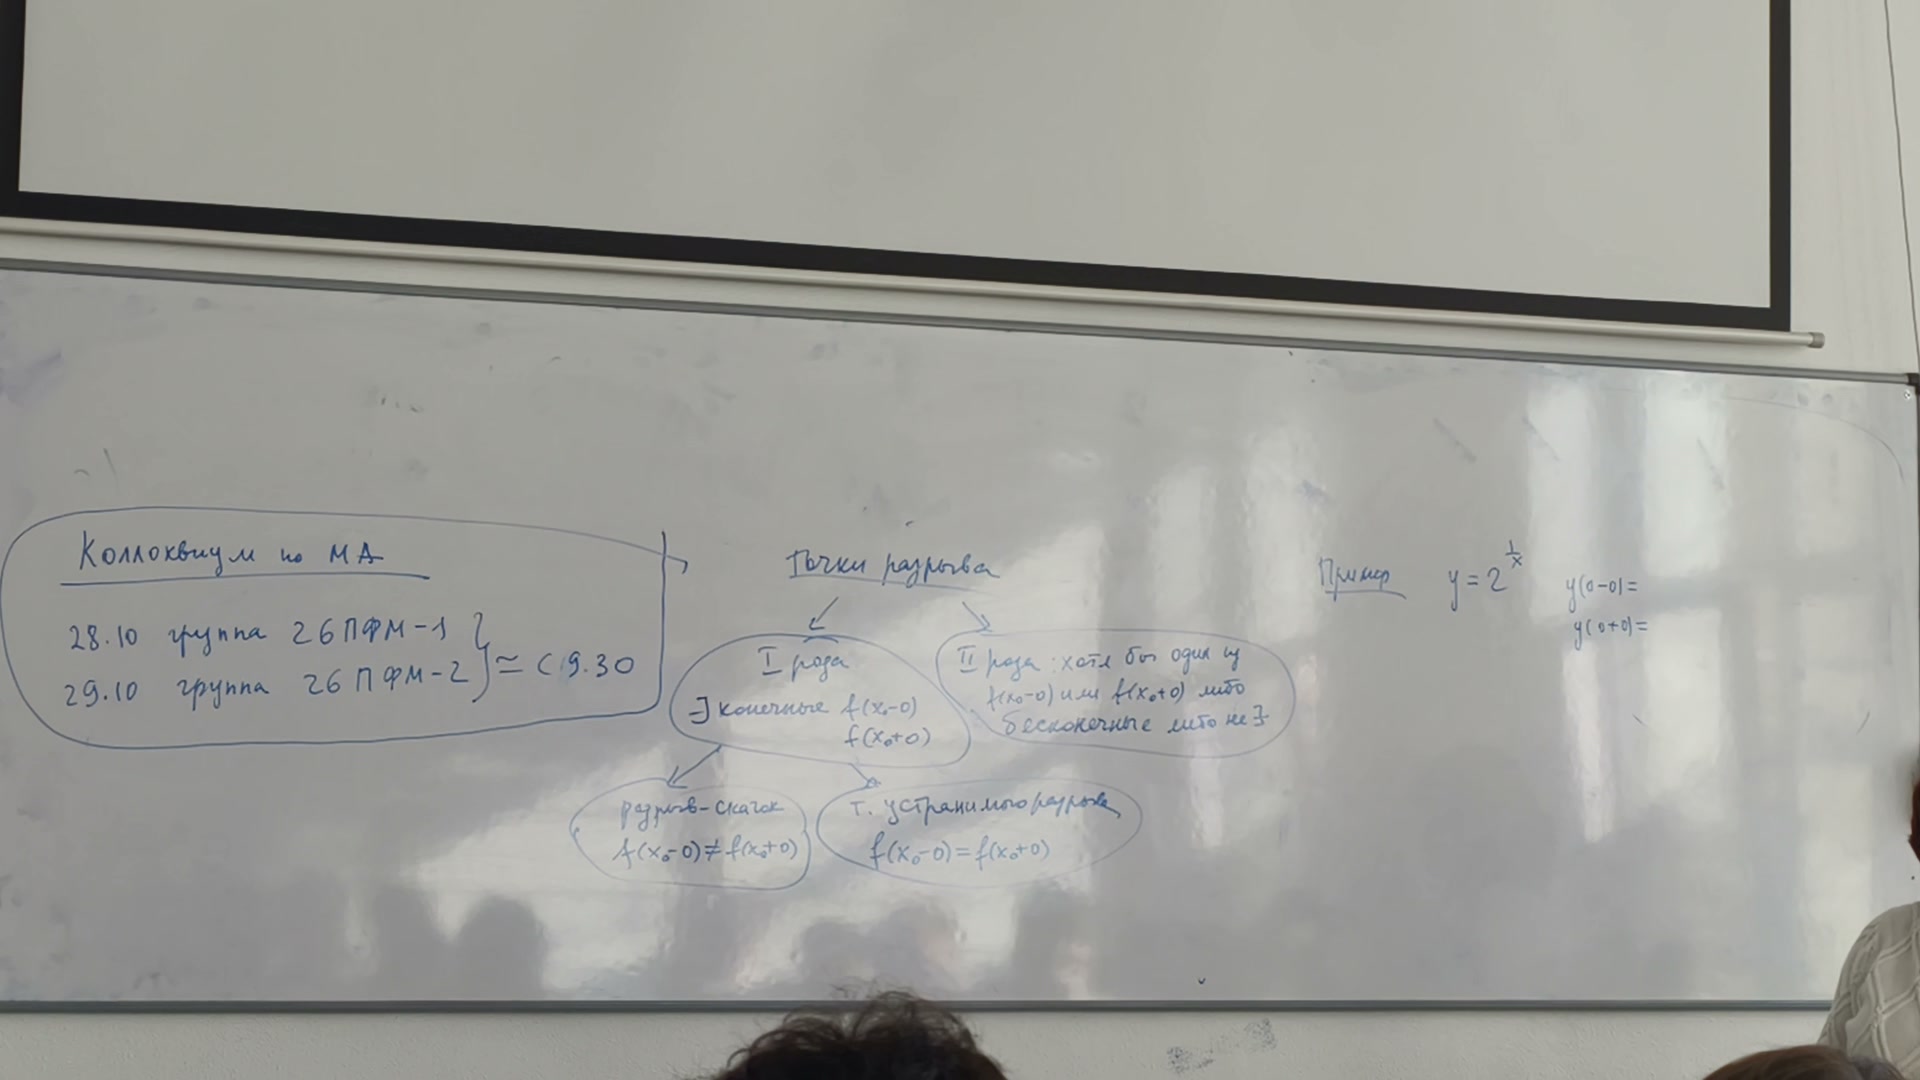 Коллоквиум по МА
28.10 группа 26ПФМ-1
29.10 группа 26ПФМ-2
} ≃ с 9.30
Точки разрыва
I рода
∃ конечные f(x₀-0)
f(x₀+0)
II рода: хотя бы один из
f(x₀-0) или f(x₀+0) либо
бесконечные либо не ∃
разрыв-скачок
f(x₀-0) ≠ f(x₀+0)
т. устранимого разрыва
f(x₀-0) = f(x₀+0)
Пример y = 2^{1/x}
y(0-0) =
y(0+0) =